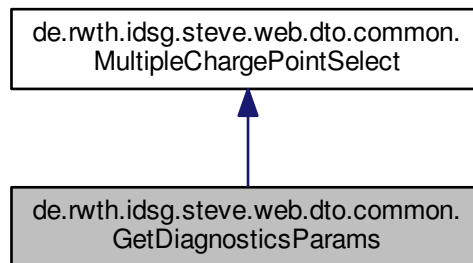 de.rwth.idsg.steve.web.dto.common.
MultipleChargePointSelect
de.rwth.idsg.steve.web.dto.common.
GetDiagnosticsParams